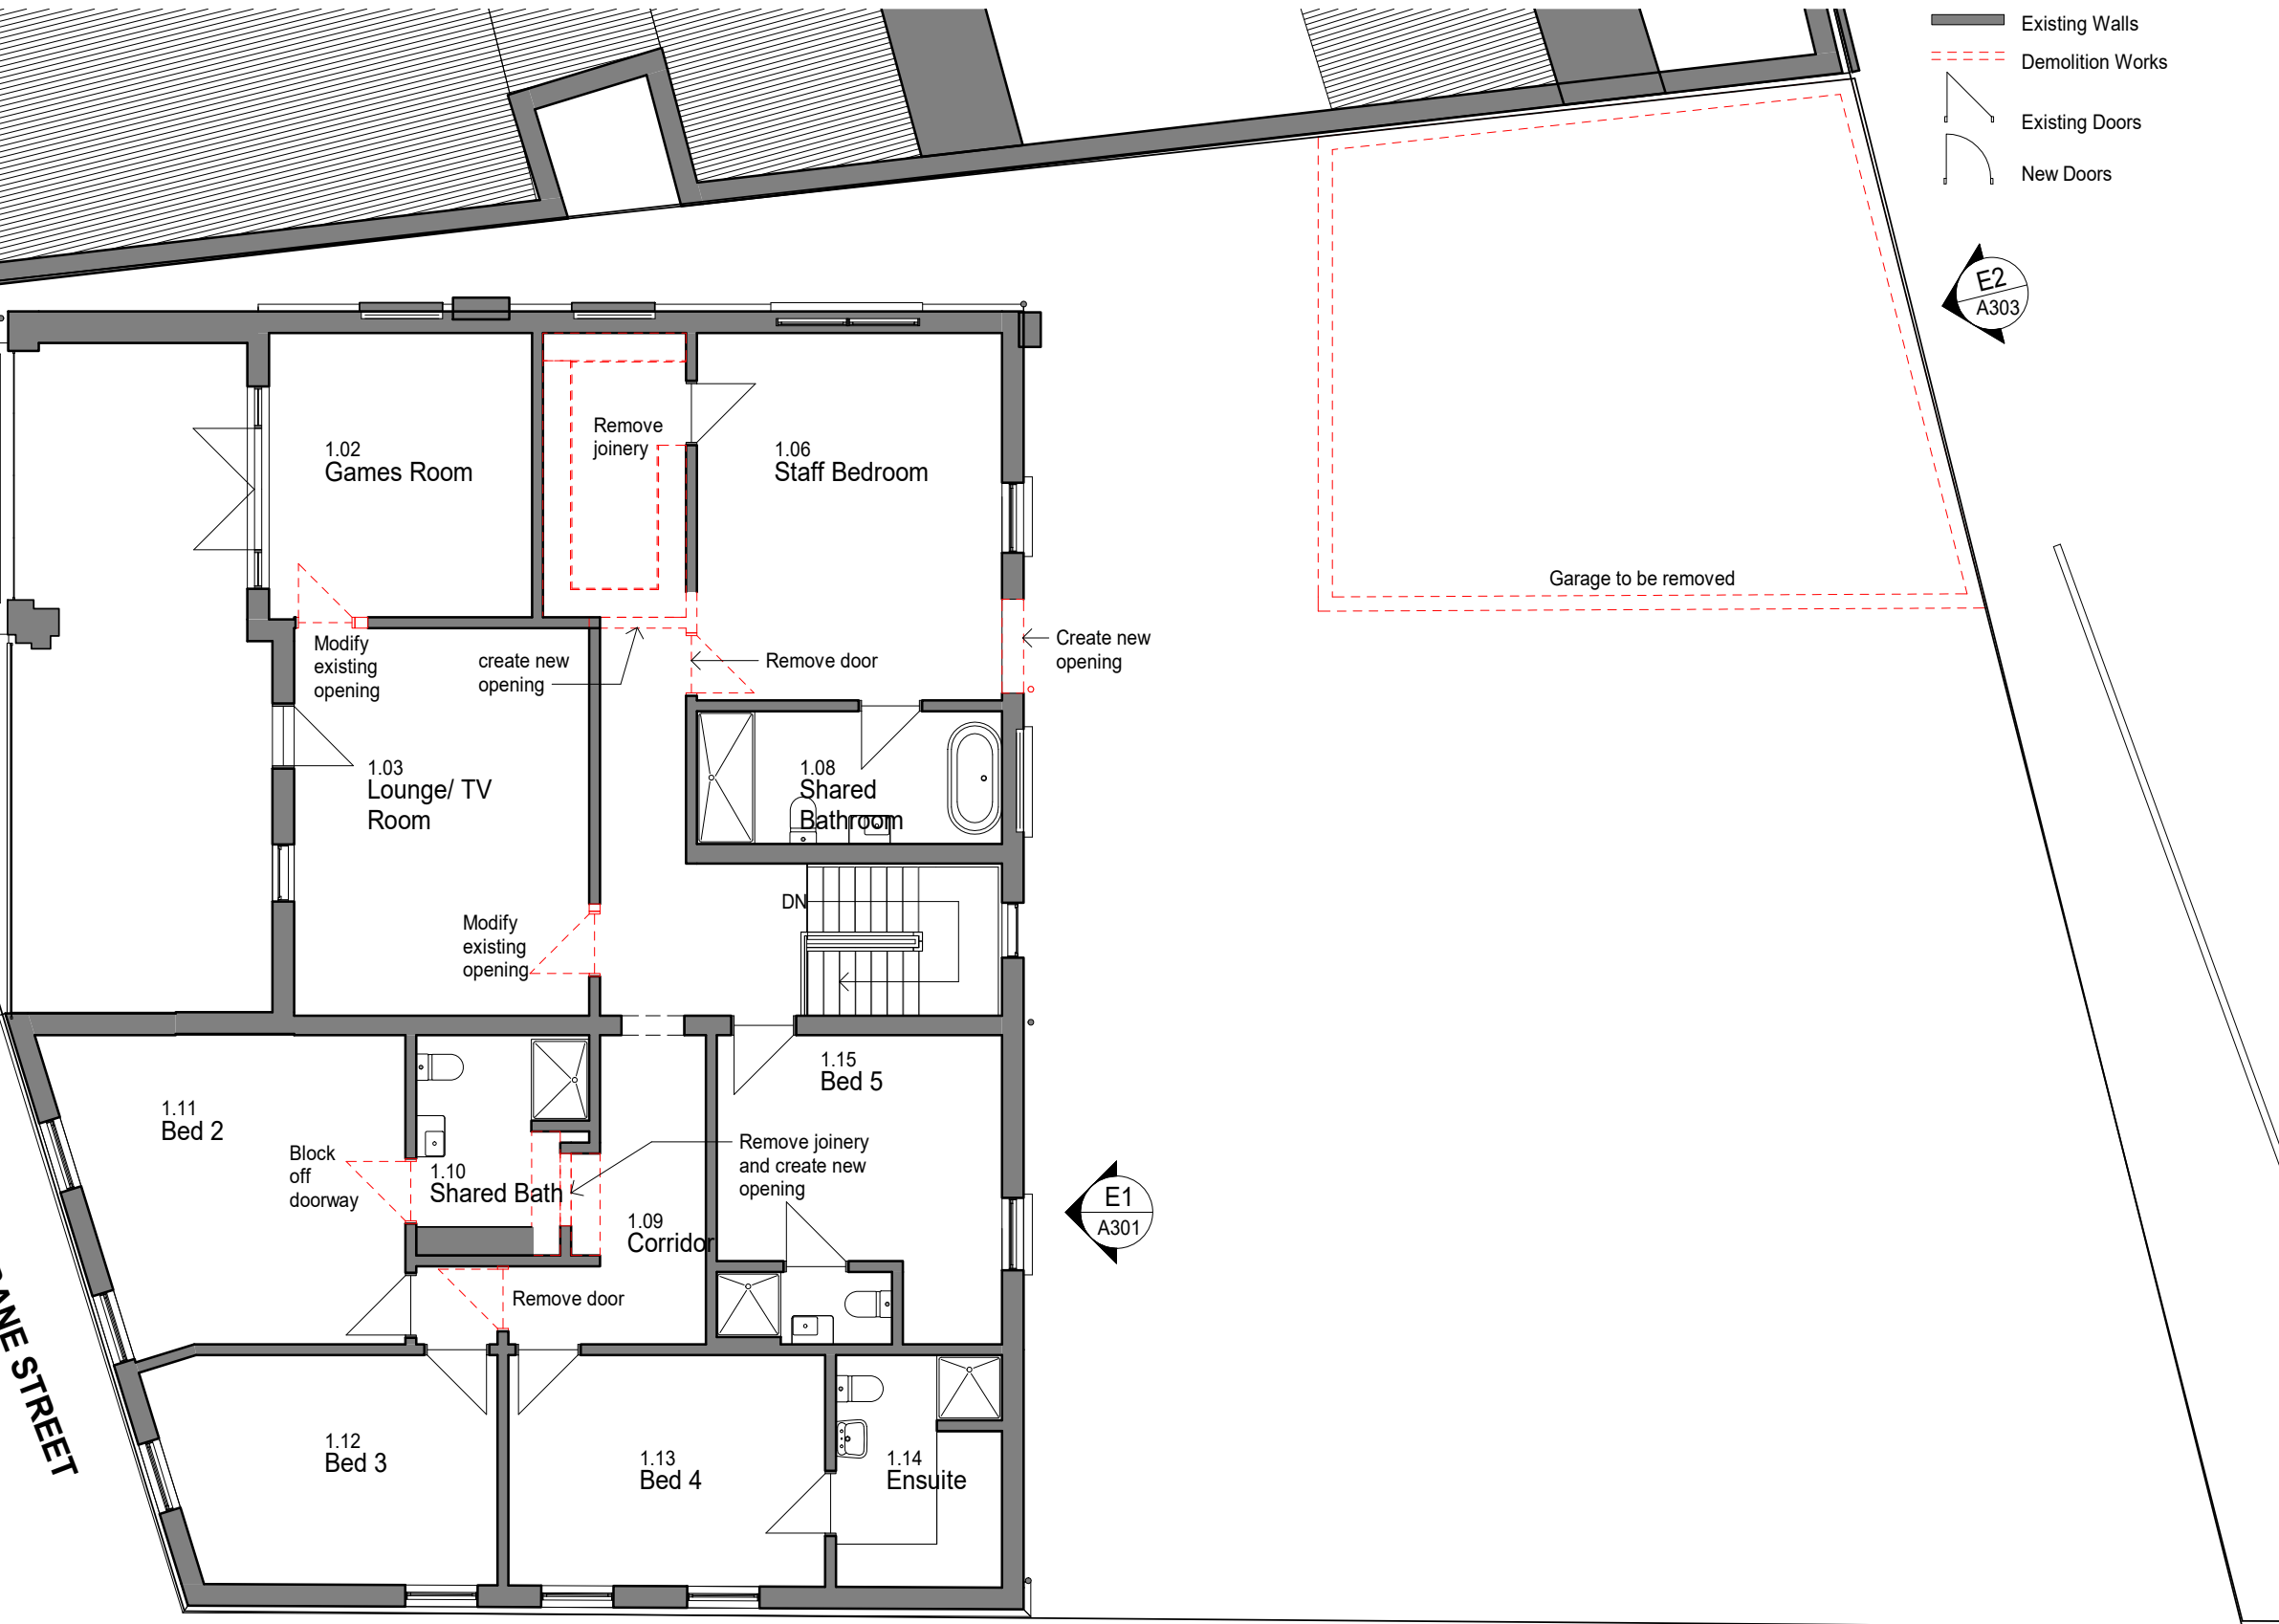 Existing Walls
Demolition Works
Existing Doors
New Doors
E2
A303
Remove
joinery
1.02
Games Room
1.06
Staff Bedroom
Garage to be removed
Modify
existing
opening
create new
opening
Remove door
Create new
opening
1.03
Lounge/ TV
Room
1.08
Shared
Bathroom
DN
Modify
existing
opening
1.15
Bed 5
1.11
Bed 2
Block
off
doorway
1.10
Shared Bath
Remove joinery
and create new
opening
E1
A301
1.09
Corridor
Remove door
STREET
1.12
Bed 3
1.13
Bed 4
1.14
Ensuite